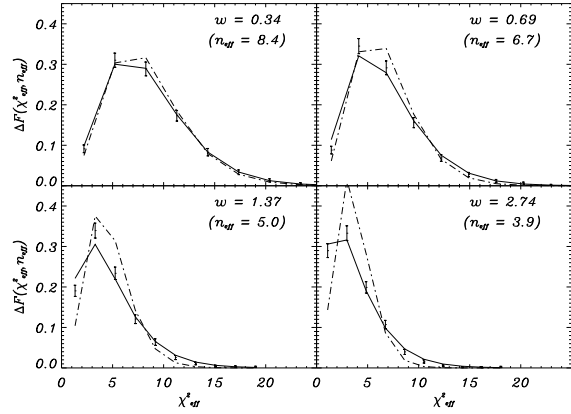 w = 0.34
(n_eff = 8.4)
w = 0.69
(n_eff = 6.7)
0.4
0.3
0.2
0.1
0.0
ΔF(χ²_eff, n_eff)
w = 1.37
(n_eff = 5.0)
w = 2.74
(n_eff = 3.9)
0.4
0.3
0.2
0.1
0.0
ΔF(χ²_eff, n_eff)
0 5 10 15 20
0 5 10 15 20
χ²_eff
χ²_eff